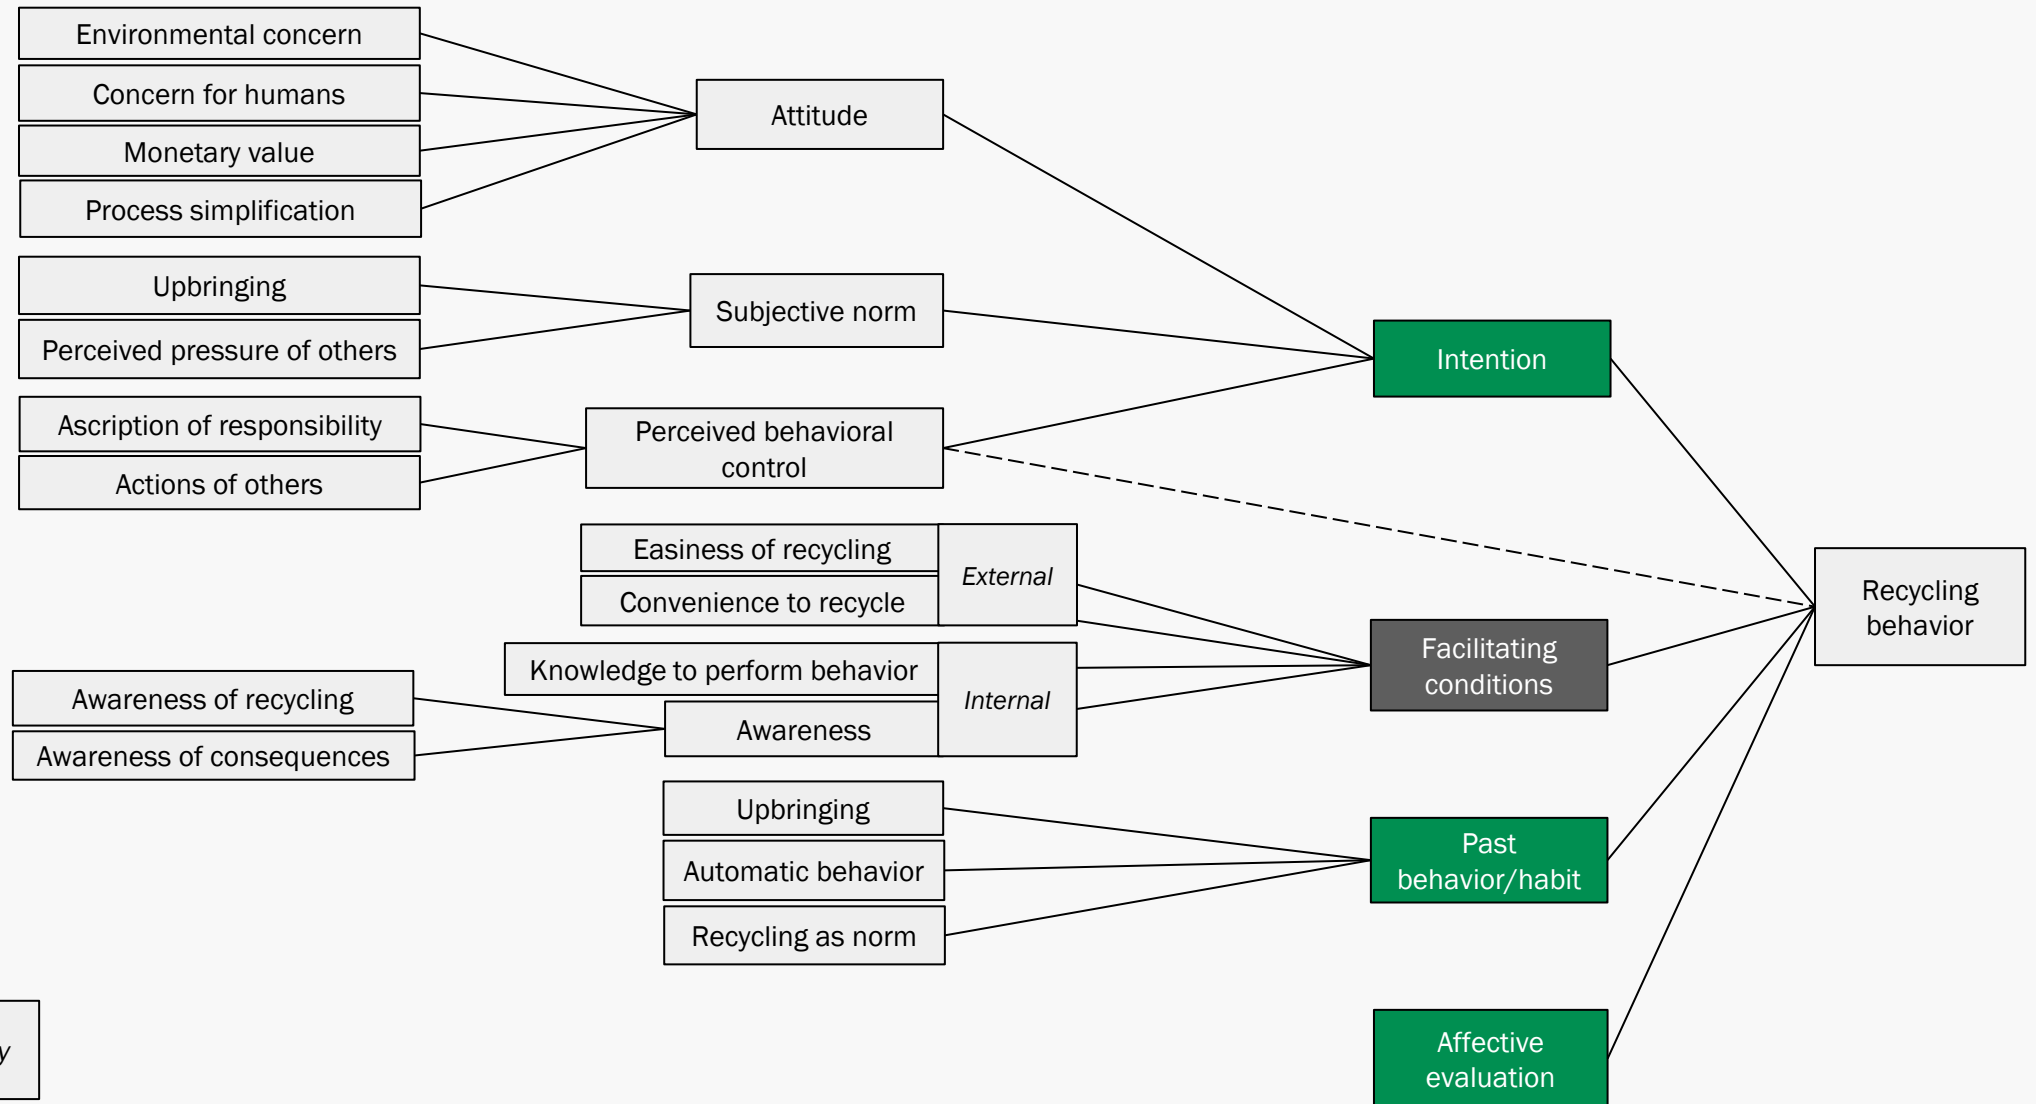 Environmental concern
Concern for humans
Monetary value
Process simplification
Attitude
Upbringing
Perceived pressure of others
Subjective norm
Ascription of responsibility
Actions of others
Perceived behavioral
control
Intention
Easiness of recycling
Convenience to recycle
External
Knowledge to perform behavior
Awareness
Internal
Awareness of recycling
Awareness of consequences
Facilitating
conditions
Recycling
behavior
Upbringing
Automatic behavior
Recycling as norm
Past
behavior/habit
Affective
evaluation